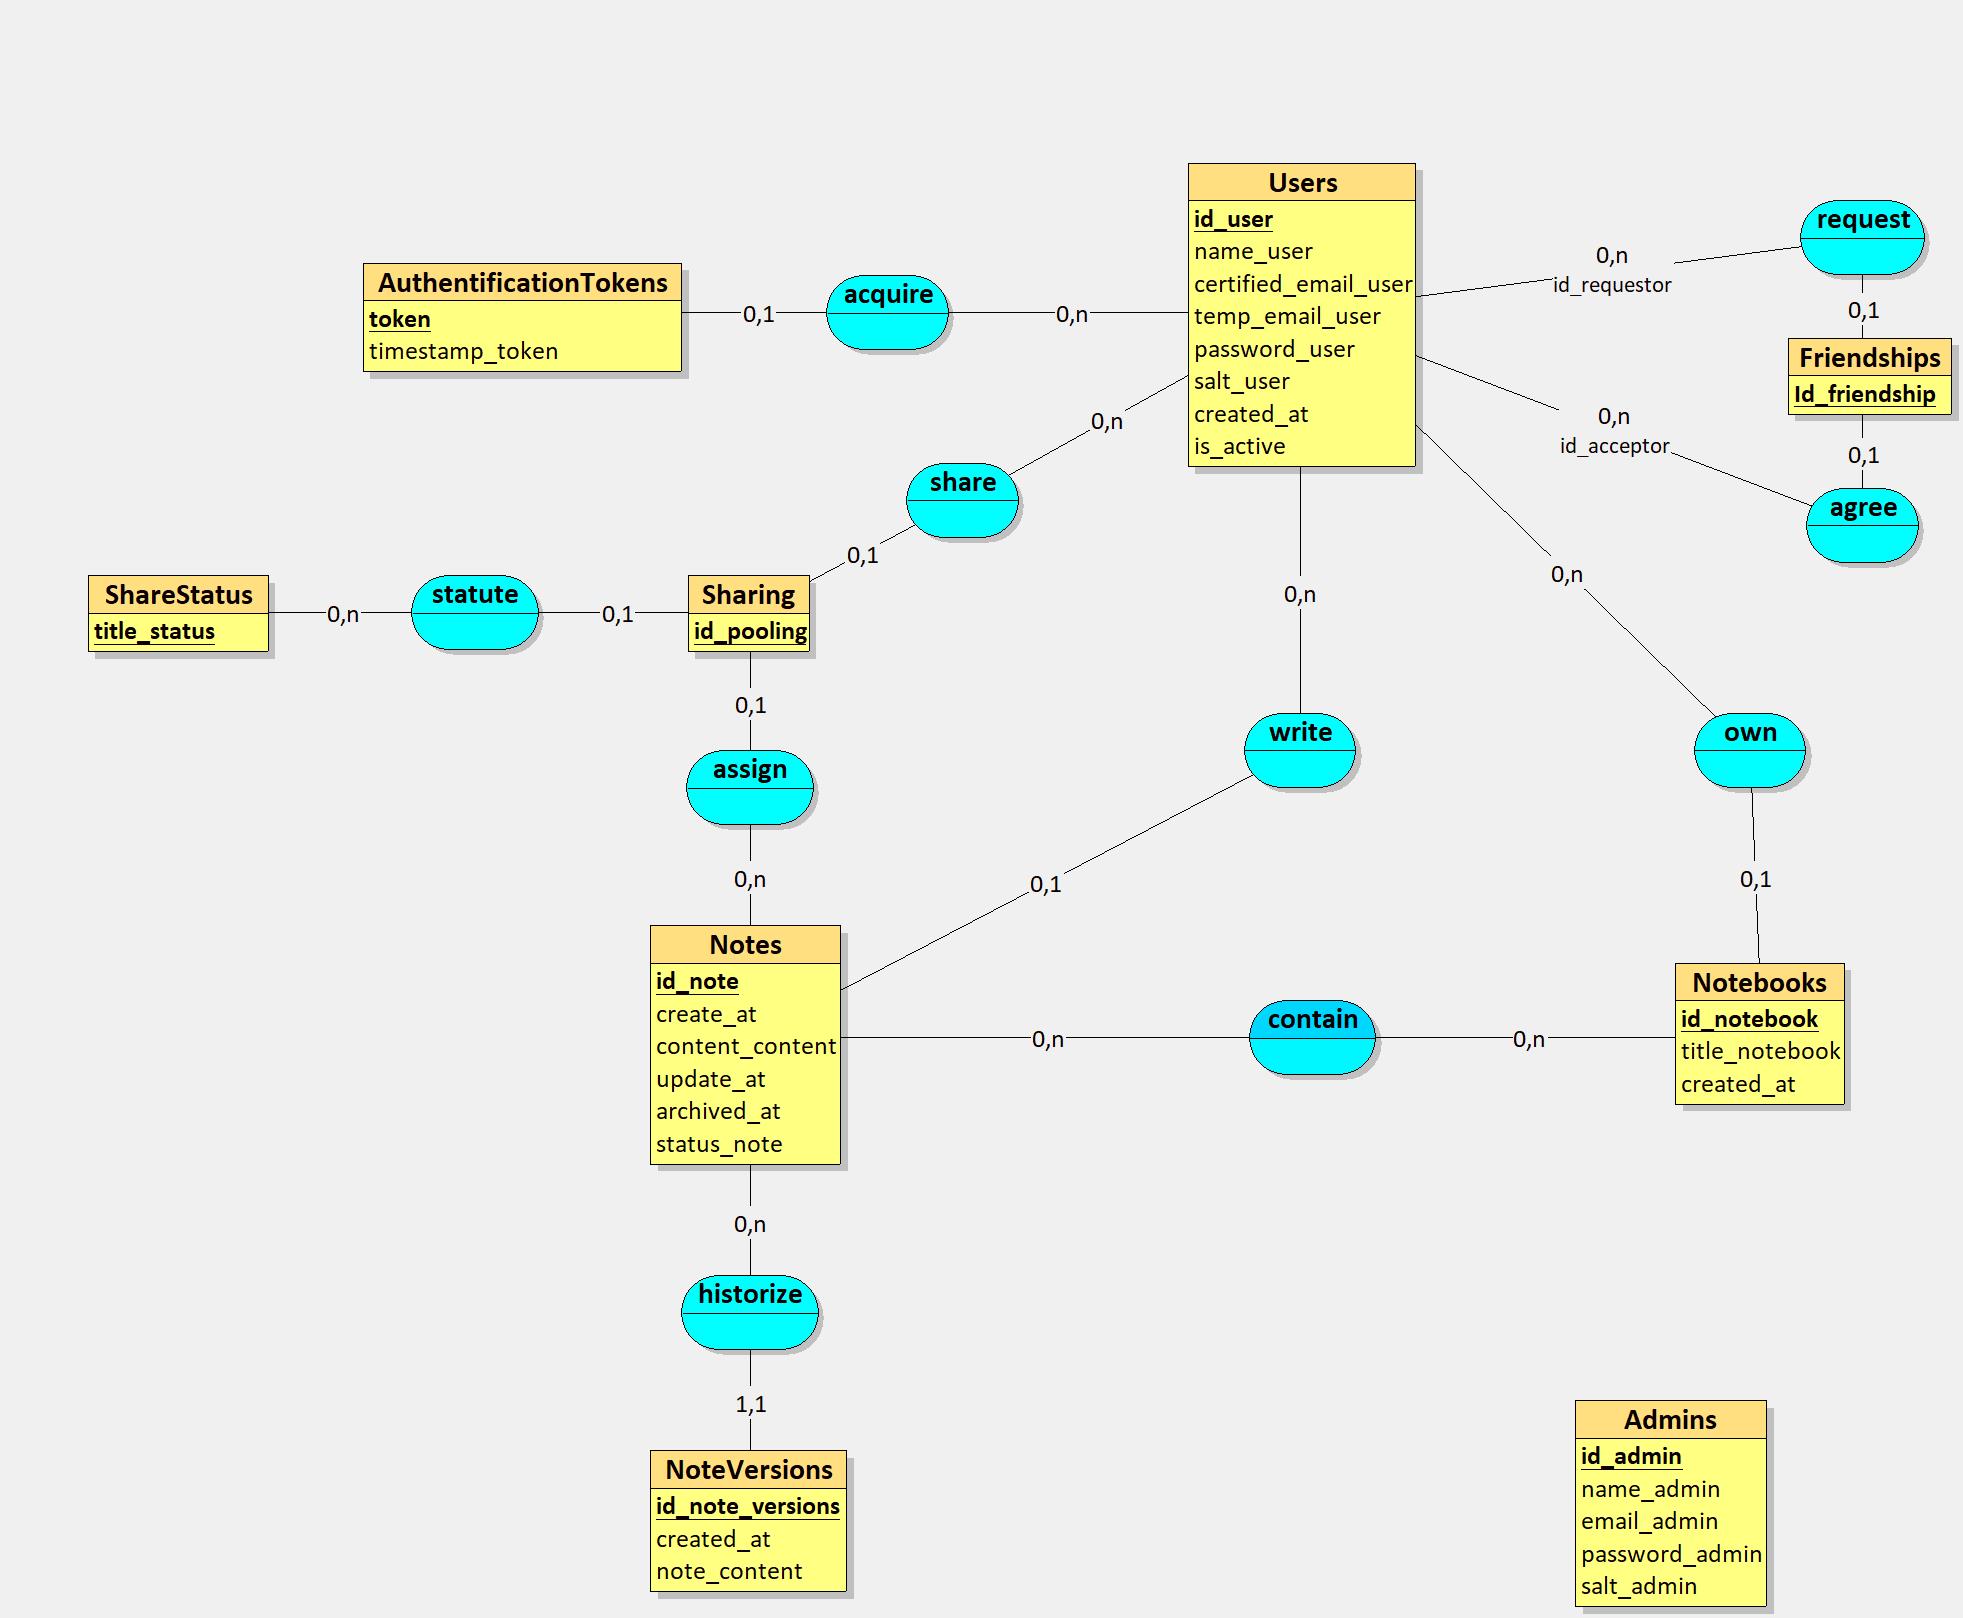 Users
id_user
name_user
certified_email_user
temp_email_user
password_user
salt_user
created_at
is_active
request
0,n
id_requestor
0,1
Friendships
Id_friendship
0,1
agree
0,n
id_acceptor
AuthentificationTokens
token
timestamp_token
0,1
acquire
0,n
0,n
share
0,1
ShareStatus
title_status
0,n
statute
0,1
Sharing
id_pooling
0,1
assign
0,n
0,n
write
0,1
0,n
own
0,1
Notes
id_note
create_at
content_content
update_at
archived_at
status_note
0,n
contain
0,n
Notebooks
id_notebook
title_notebook
created_at
0,n
historize
1,1
NoteVersions
id_note_versions
created_at
note_content
Admins
id_admin
name_admin
email_admin
password_admin
salt_admin